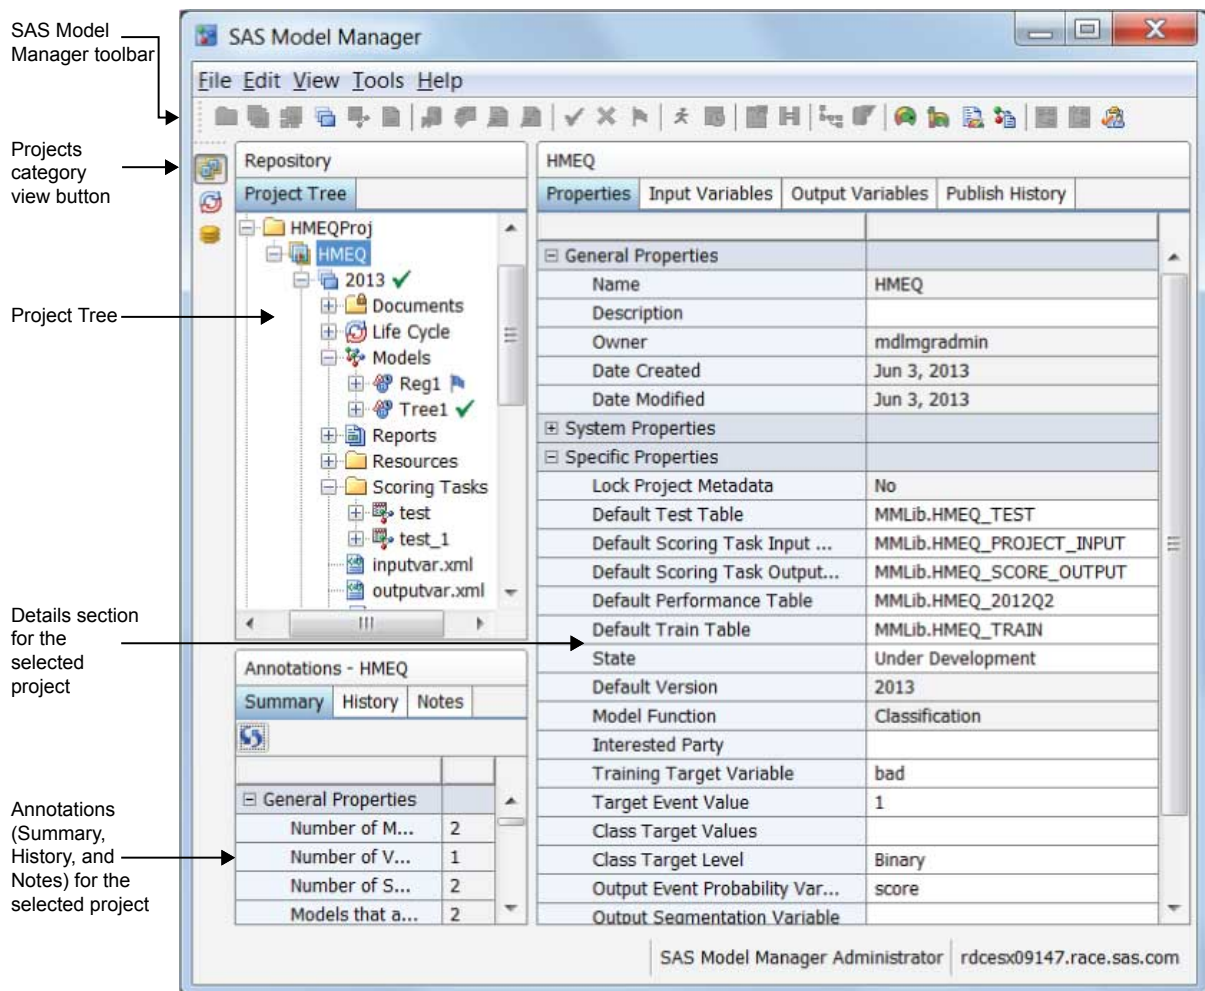 SAS Model
Manager toolbar
Projects
category
view button
Project Tree
Details section
for the
selected
project
Annotations
(Summary,
History, and
Notes) for the
selected project
SAS Model Manager
File Edit View Tools Help
Repository
Project Tree
HMEQProj
HMEQ
2013
Documents
Life Cycle
Models
Reg1
Tree1
Reports
Resources
Scoring Tasks
test
test_1
inputvar.xml
outputvar.xml
Annotations - HMEQ
Summary History Notes
General Properties
Number of M... 2
Number of V... 1
Number of S... 2
Models that a... 2
HMEQ
Properties Input Variables Output Variables Publish History
General Properties
Name HMEQ
Description
Owner mdlmgradmin
Date Created Jun 3, 2013
Date Modified Jun 3, 2013
System Properties
Specific Properties
Lock Project Metadata No
Default Test Table MMLib.HMEQ_TEST
Default Scoring Task Input ... MMLib.HMEQ_PROJECT_INPUT
Default Scoring Task Output... MMLib.HMEQ_SCORE_OUTPUT
Default Performance Table MMLib.HMEQ_2012Q2
Default Train Table MMLib.HMEQ_TRAIN
State Under Development
Default Version 2013
Model Function Classification
Interested Party
Training Target Variable bad
Target Event Value 1
Class Target Values
Class Target Level Binary
Output Event Probability Var... score
Output Segmentation Variable
SAS Model Manager Administrator rdcesx09147.race.sas.com